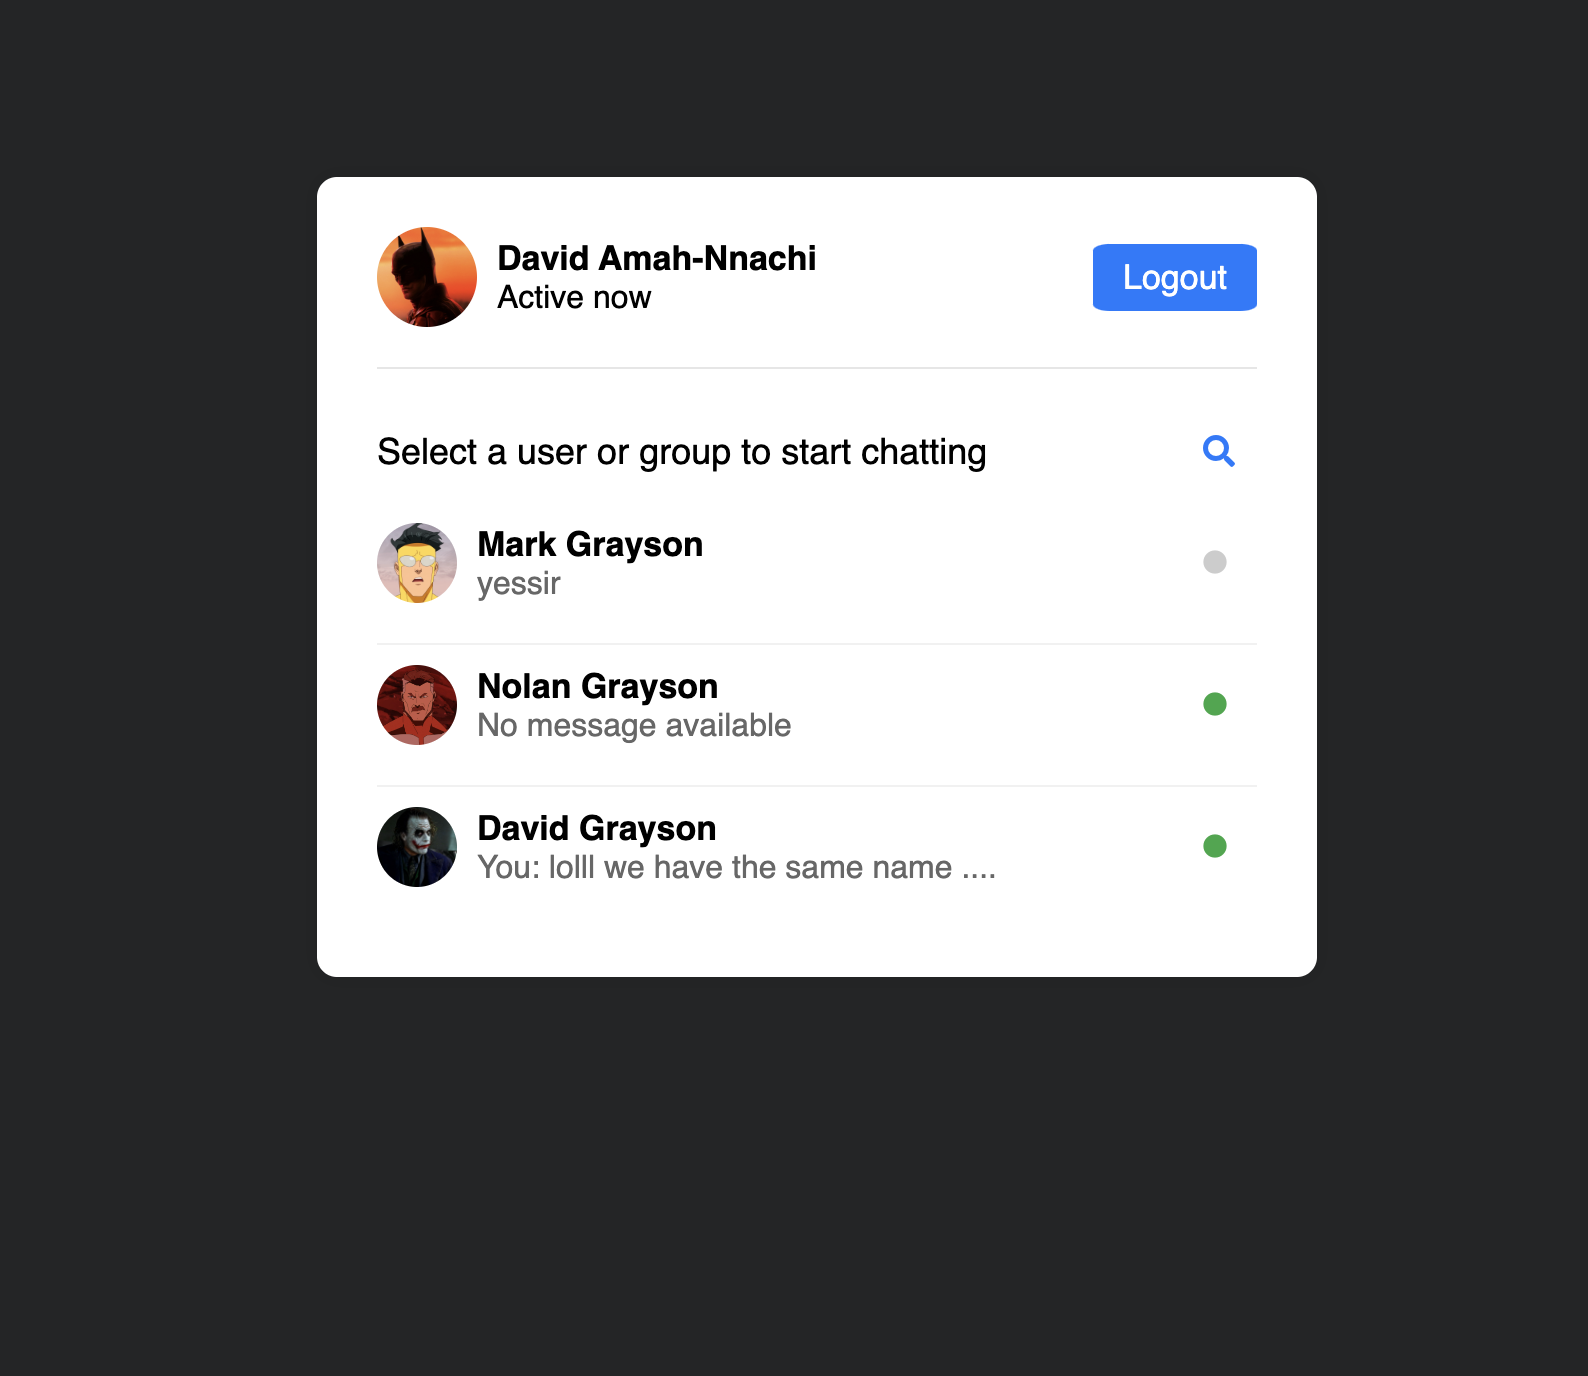 David Amah-Nnachi
Active now
Logout
Select a user or group to start chatting
Mark Grayson
yessir
Nolan Grayson
No message available
David Grayson
You: lolll we have the same name ....